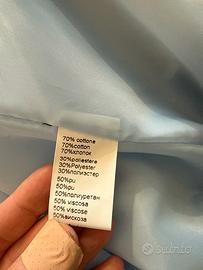 70% cottone
70%cotton
70%хлопок
30%poliestere
30%Polyester
30%полиэстер
50%pu
50%pu
50%полиуретан
50% viscosa
50% viscose
50%вискоза
Subito